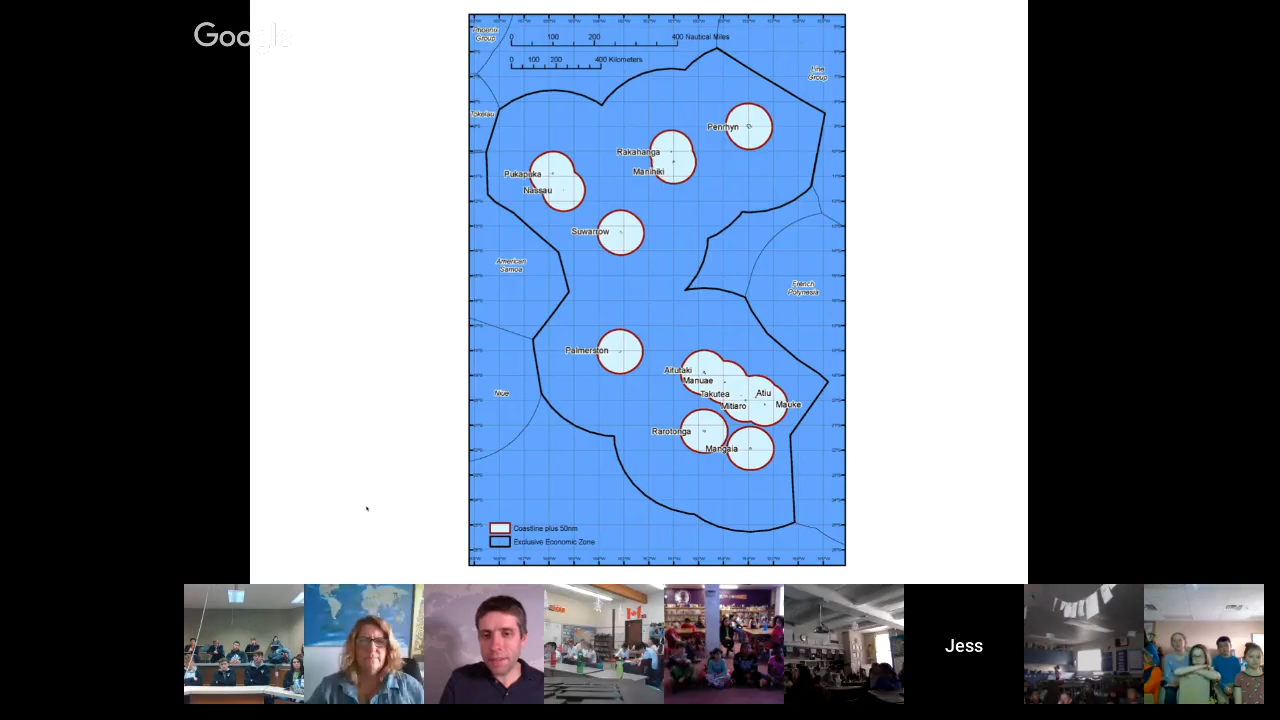 Google
Phoenix
Group
0 100 200 400 Nautical Miles
0 100 200 400 Kilometers
Line
Group
Tokelau
Penrhyn
Rakahanga
Manihiki
Pukapuka
Nassau
Suwarrow
American
Samoa
French
Polynesia
Palmerston
Aitutaki
Manuae
Takutea
Atiu
Mitiaro
Mauke
Niue
Rarotonga
Mangaia
Coastline plus 50nm
Exclusive Economic Zone
Jess